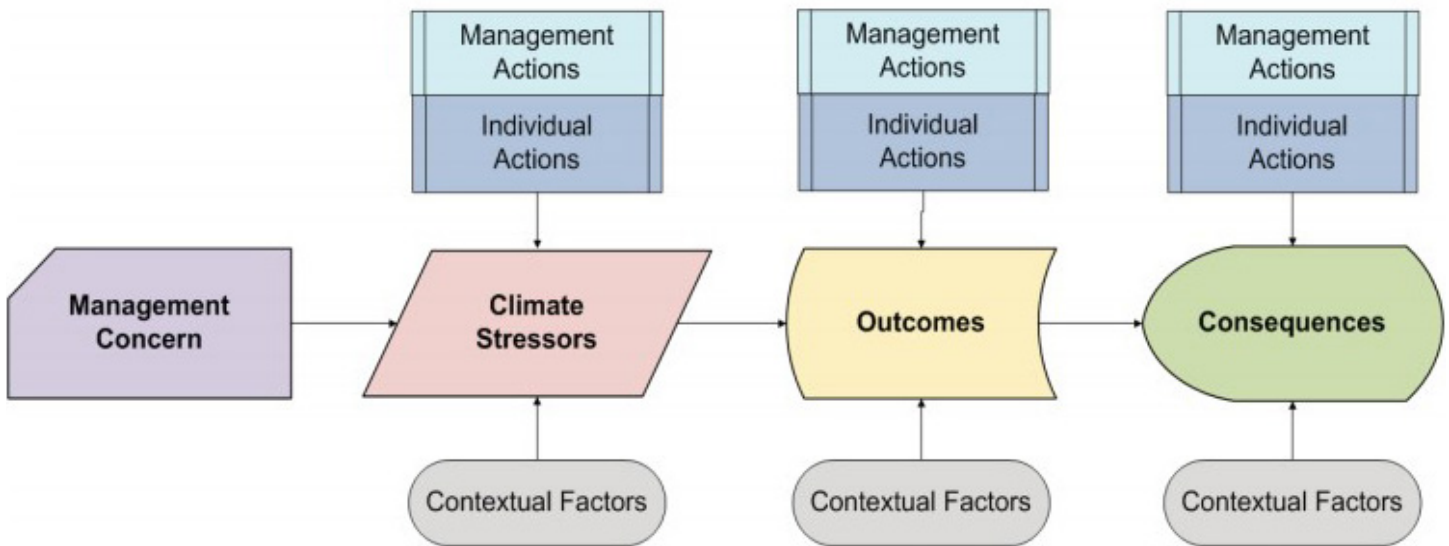 Management
Actions
Individual
Actions
Management
Actions
Individual
Actions
Management
Actions
Individual
Actions
Management
Concern
Climate
Stressors
Outcomes
Consequences
Contextual Factors
Contextual Factors
Contextual Factors